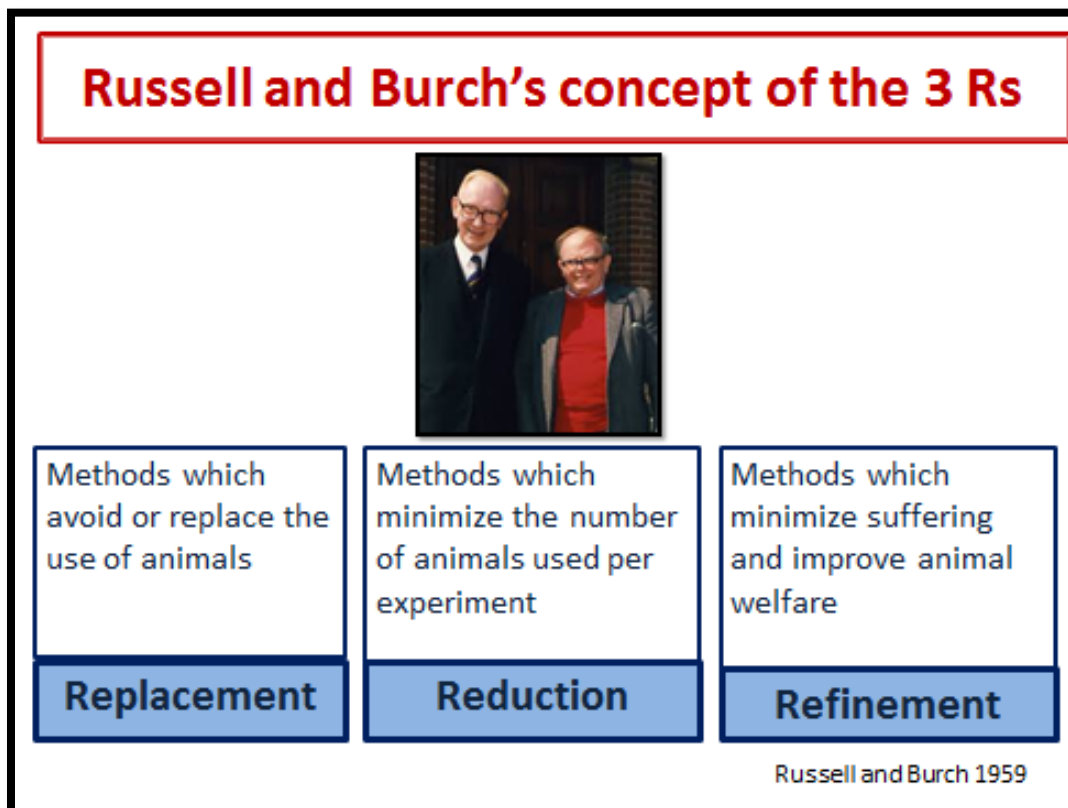 Russell and Burch's concept of the 3 Rs
Methods which
avoid or replace the
use of animals
Replacement
Methods which
minimize the number
of animals used per
experiment
Reduction
Methods which
minimize suffering
and improve animal
welfare
Refinement
Russell and Burch 1959